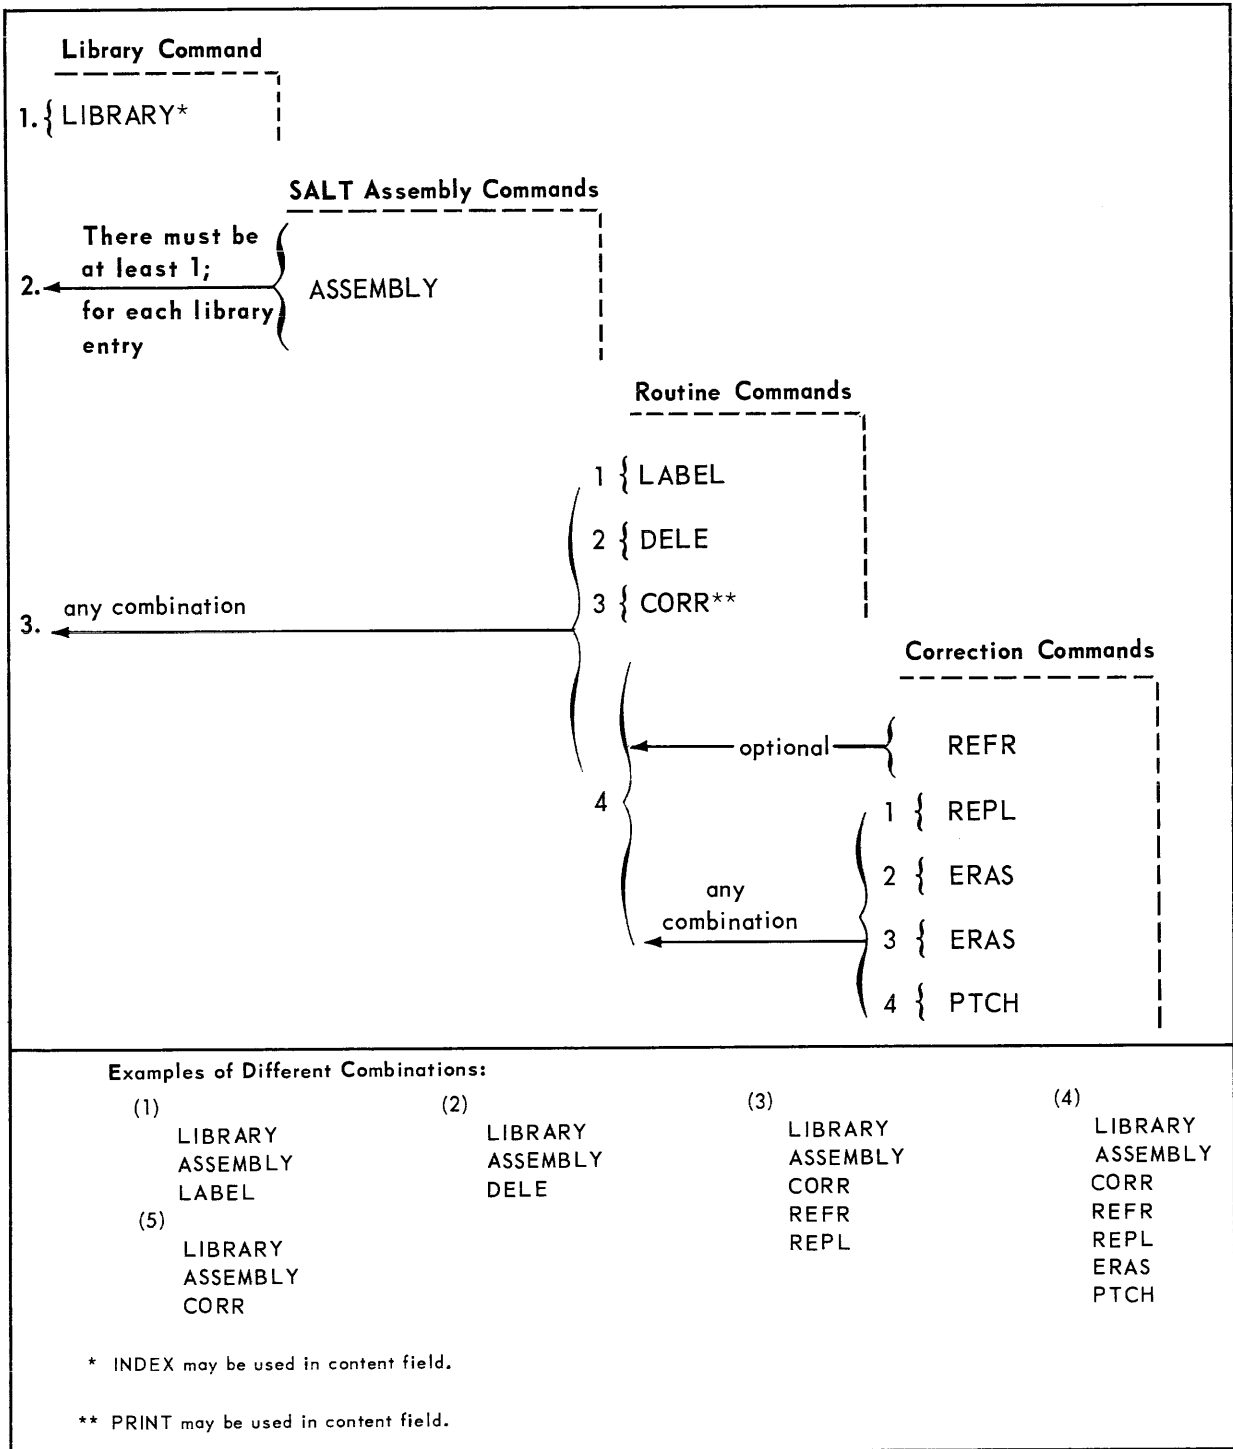 Library Command
1. { LIBRARY*
SALT Assembly Commands
There must be
at least 1;
2.
ASSEMBLY
for each library
entry
Routine Commands
1 { LABEL
2 { DELE
3 { CORR**
any combination
3.
Correction Commands
optional
REFR
4
1 { REPL
2 { ERAS
any
combination
3 { ERAS
4 { PTCH
Examples of Different Combinations:
(1)
LIBRARY
ASSEMBLY
LABEL
(2)
LIBRARY
ASSEMBLY
DELE
(3)
LIBRARY
ASSEMBLY
CORR
REFR
REPL
(4)
LIBRARY
ASSEMBLY
CORR
REFR
REPL
ERAS
PTCH
(5)
LIBRARY
ASSEMBLY
CORR
* INDEX may be used in content field.
** PRINT may be used in content field.